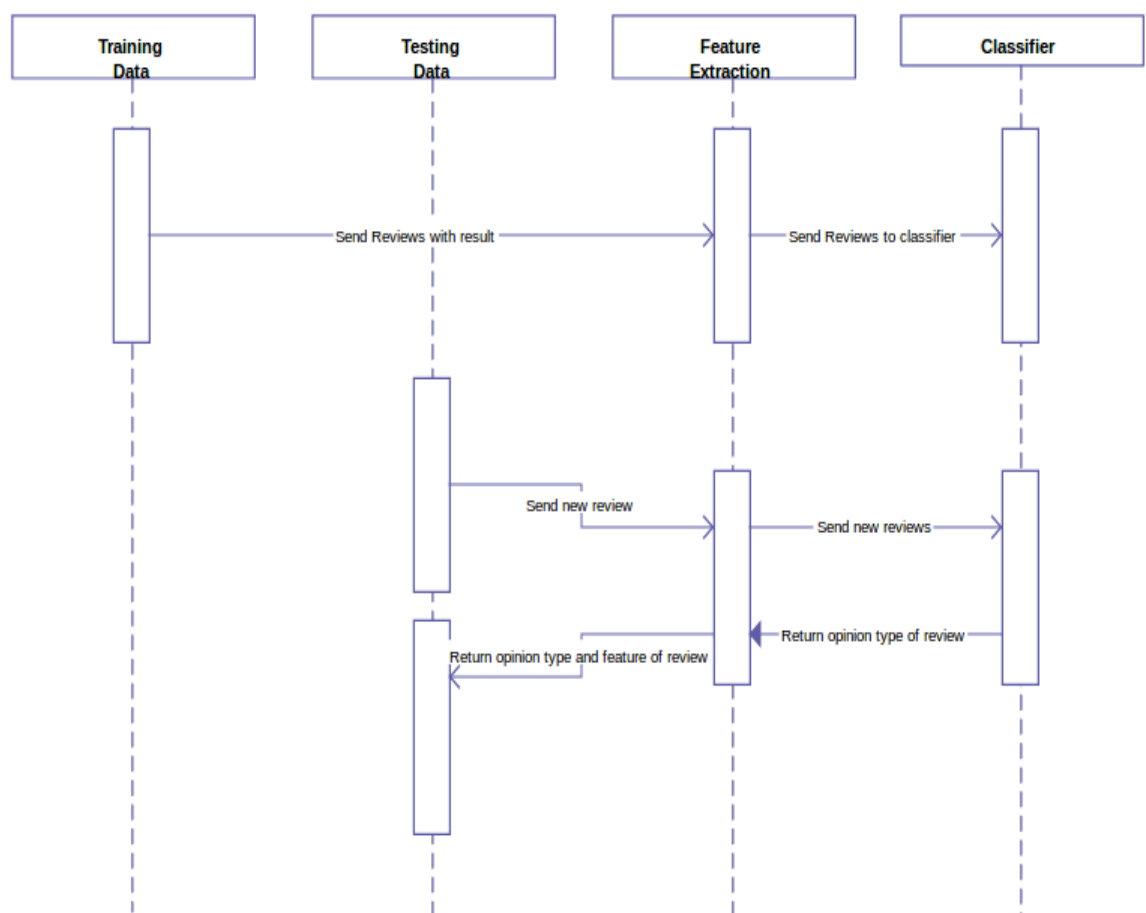 Training
Data
Testing
Data
Feature
Extraction
Classifier
Send Reviews with result
Send Reviews to classifier
Send new review
Send new reviews
Return opinion type of review
Return opinion type and feature of review